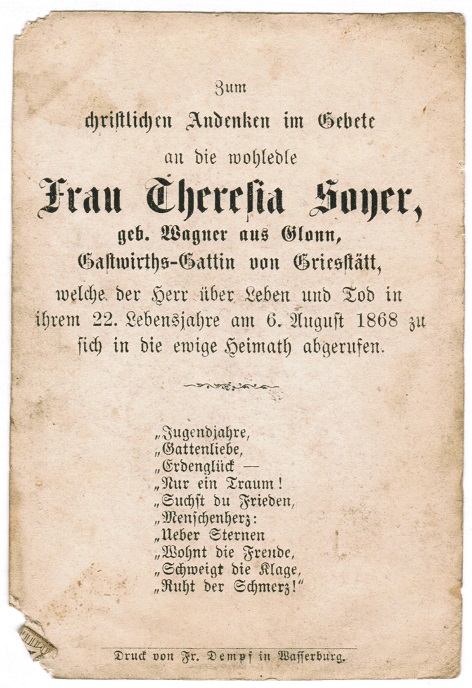 Zum
christlichen Andenken im Gebete
an die wohledle
Frau Theresia Soyer,
geb. Wagner aus Glonn,
Gastwirths-Gattin von Griesstätt,
welche der Herr über Leben und Tod in
ihrem 22. Lebensjahre am 6. August 1868 zu
sich in die ewige Heimath abgerufen.
„Jugendjahre,
„Gattenliebe,
„Erdenglück —
„Nur ein Traum!
„Suchst du Frieden,
„Menschenherz:
„Ueber Sternen
„Wohnt die Freude,
„Schweigt die Klage,
„Ruht der Schmerz!“
Druck von Fr. Dempf in Wasserburg.